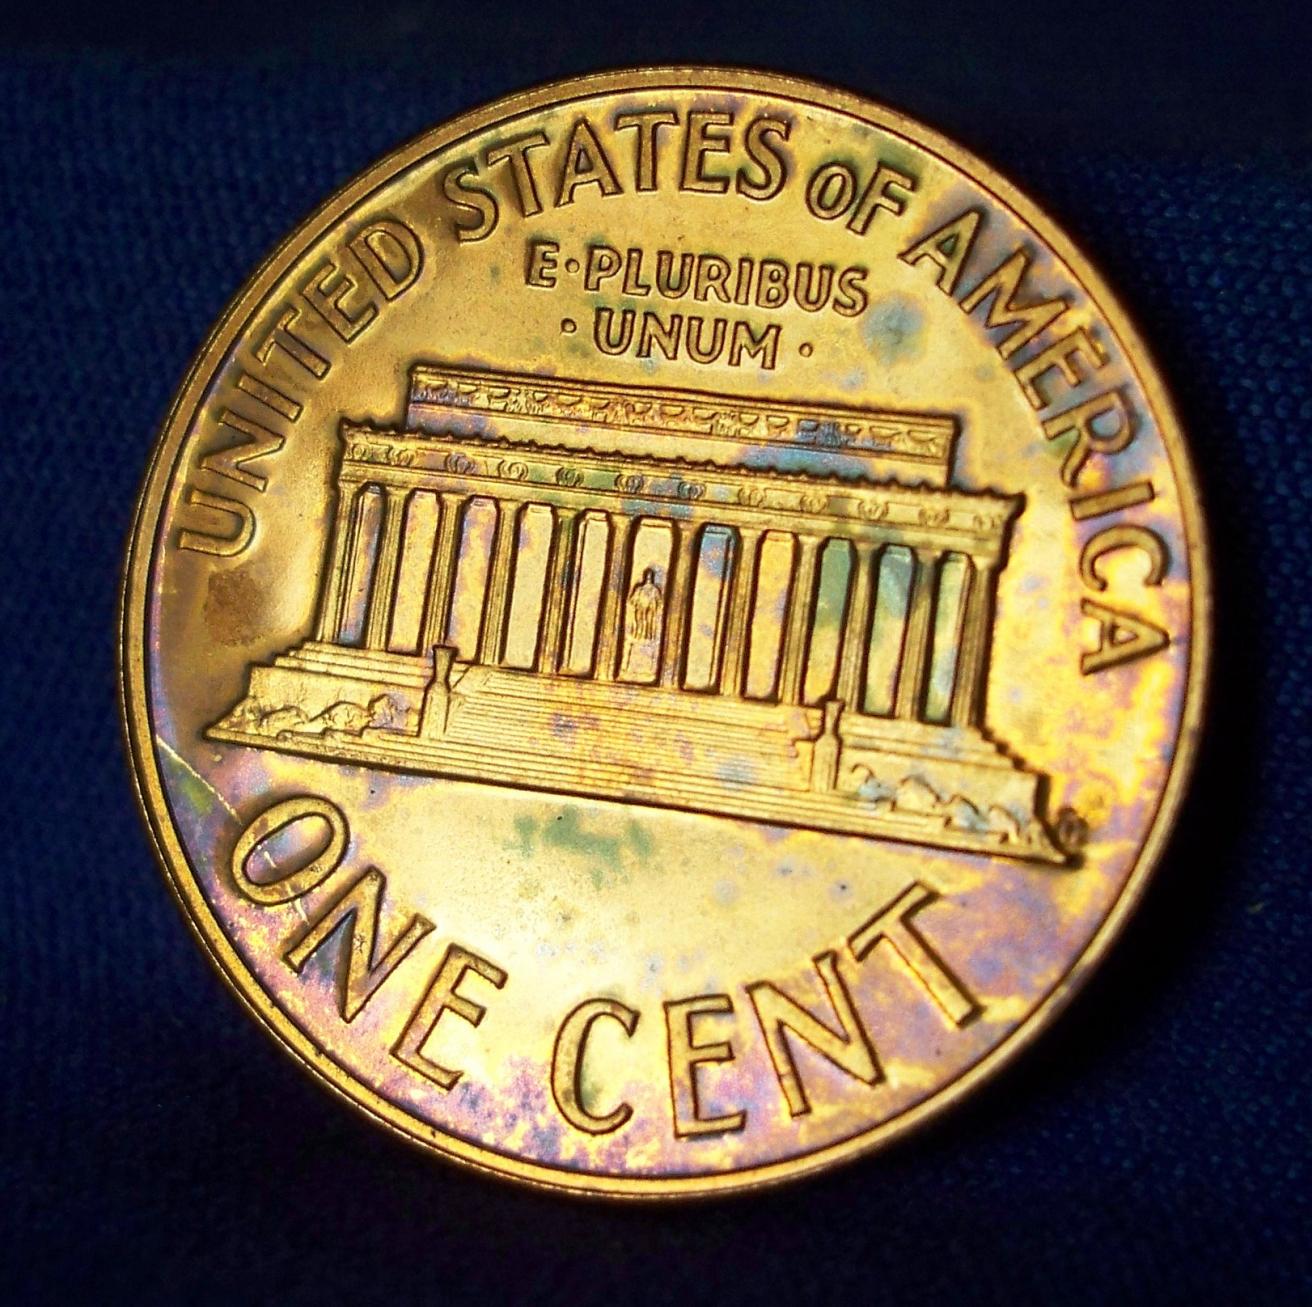 UNITED STATES OF AMERICA
E·PLURIBUS
·UNUM·
ONE CENT